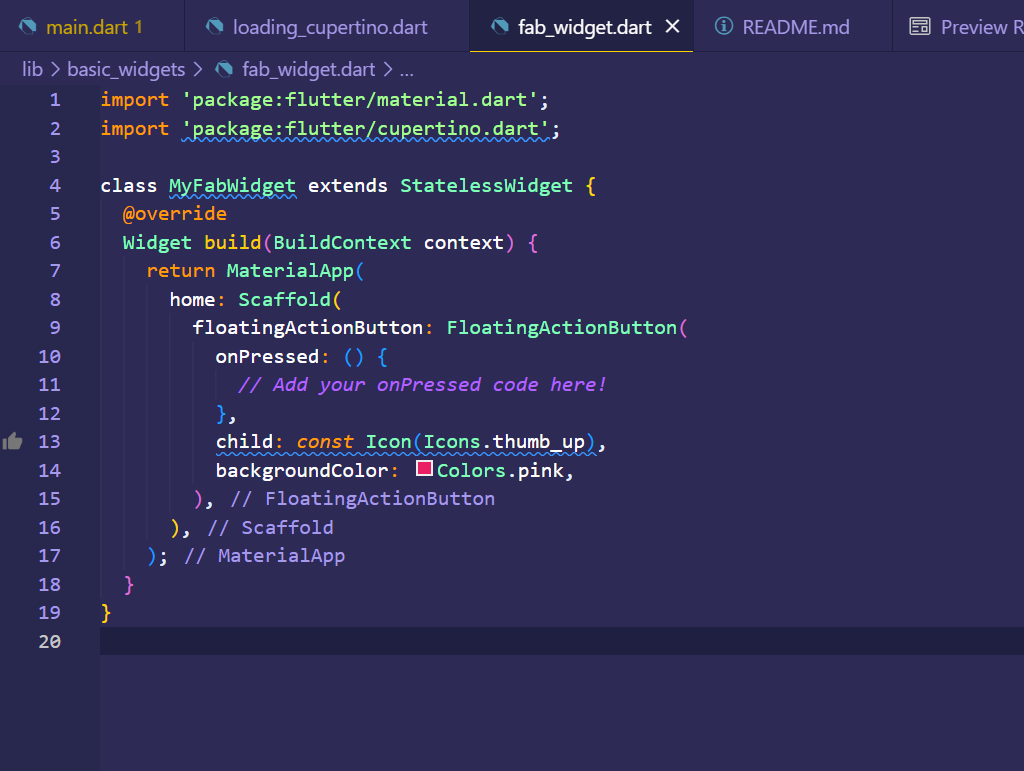 main.dart 1 loading_cupertino.dart fab_widget.dart README.md Preview R
lib > basic_widgets > fab_widget.dart > ...
1 import 'package:flutter/material.dart';
2 import 'package:flutter/cupertino.dart';
3
4 class MyFabWidget extends StatelessWidget {
5   @override
6   Widget build(BuildContext context) {
7     return MaterialApp(
8       home: Scaffold(
9         floatingActionButton: FloatingActionButton(
10           onPressed: () {
11             // Add your onPressed code here!
12           },
13           child: const Icon(Icons.thumb_up),
14           backgroundColor: Colors.pink,
15         ), // FloatingActionButton
16       ), // Scaffold
17     ); // MaterialApp
18   }
19 }
20